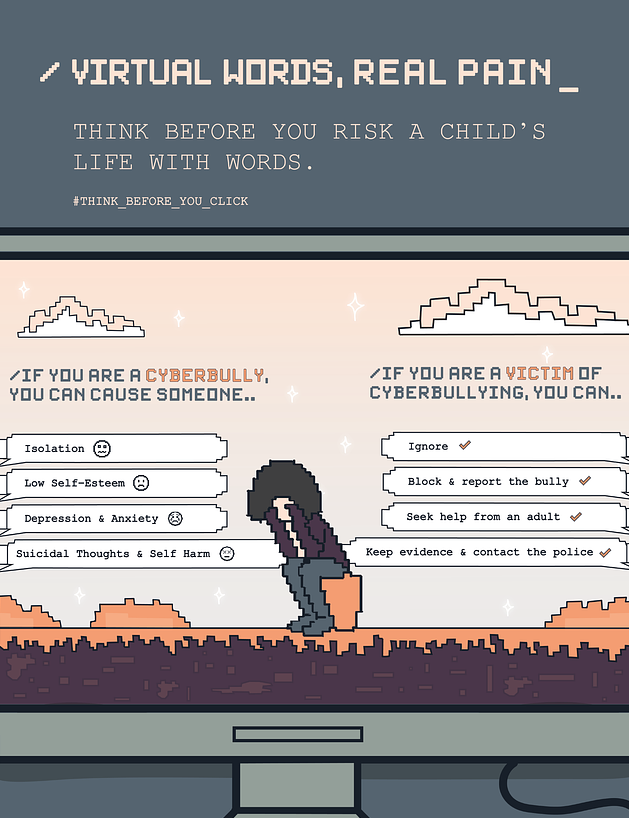 / VIRTUAL WORDS, REAL PAIN_
THINK BEFORE YOU RISK A CHILD'S
LIFE WITH WORDS.
#THINK_BEFORE_YOU_CLICK
/IF YOU ARE A CYBERBULLY,
YOU CAN CAUSE SOMEONE..
Isolation
Low Self-Esteem
Depression & Anxiety
Suicidal Thoughts & Self Harm
/IF YOU ARE A VICTIM OF
CYBERBULLYING, YOU CAN..
Ignore
Block & report the bully
Seek help from an adult
Keep evidence & contact the police